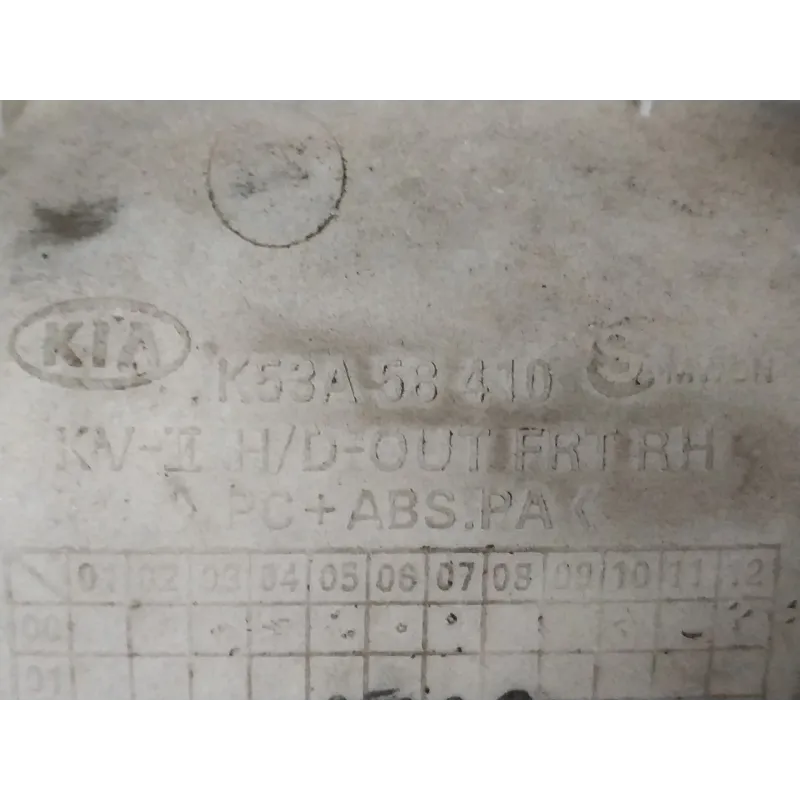 KIA K53A 58 410
KV-II H/D-OUT FRT RH
PC+ABS.PA
01 02 03 04 05 06 07 08 09 10 11 12
00
01